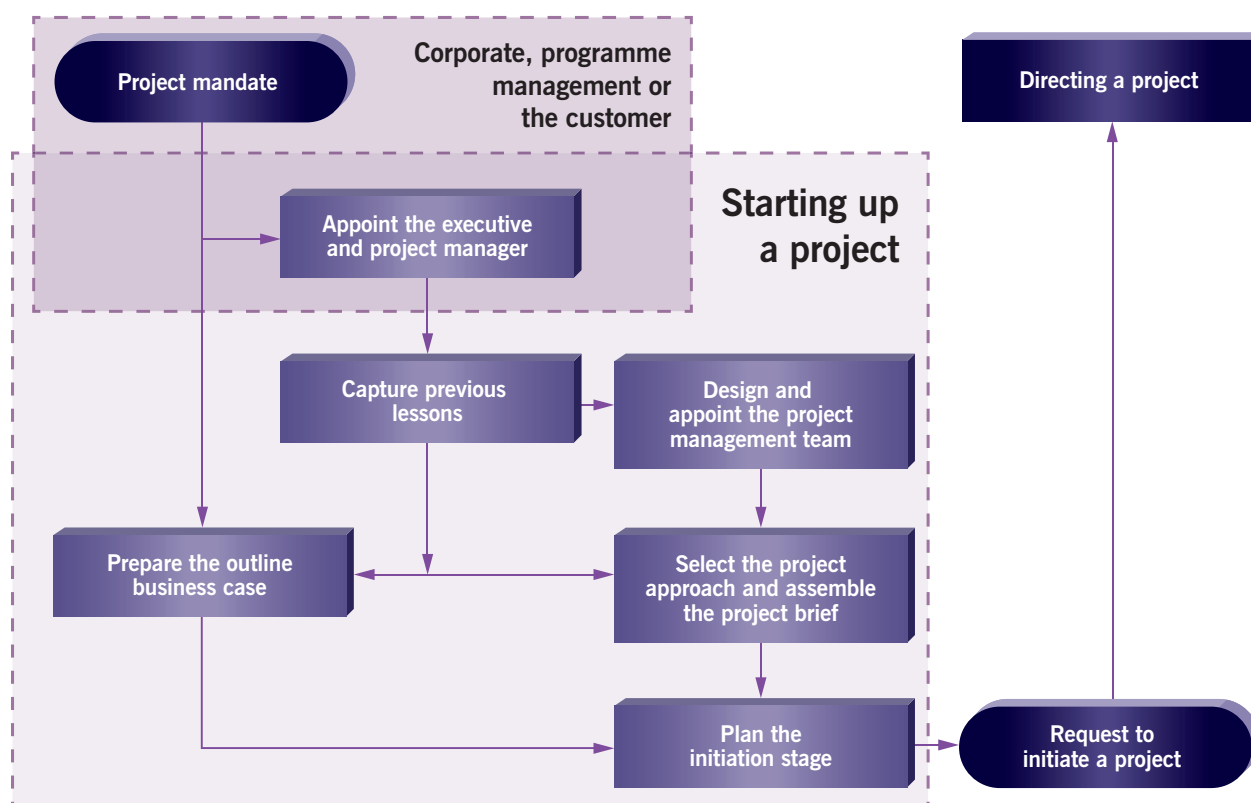 Project mandate
Corporate, programme
management or
the customer
Directing a project
Starting up
a project
Appoint the executive
and project manager
Capture previous
lessons
Design and
appoint the project
management team
Prepare the outline
business case
Select the project
approach and assemble
the project brief
Plan the
initiation stage
Request to
initiate a project